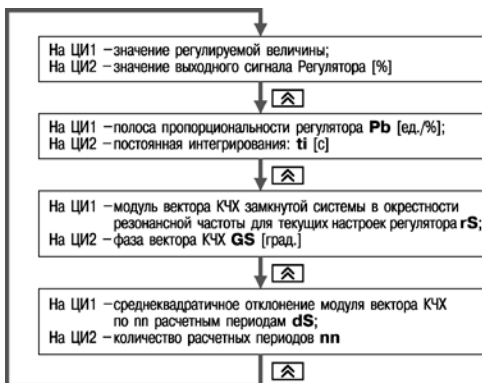 На ЦИ1 – значение регулируемой величины;
На ЦИ2 – значение выходного сигнала Регулятора [%]
На ЦИ1 – полоса пропорциональности регулятора Pb [ед./%];
На ЦИ2 – постоянная интегрирования: ti [с]
На ЦИ1 – модуль вектора КЧХ замкнутой системы в окрестности
резонансной частоты для текущих настроек регулятора rS;
На ЦИ2 – фаза вектора КЧХ GS [град.]
На ЦИ1 – среднеквадратичное отклонение модуля вектора КЧХ
по nn расчетным периодам dS;
На ЦИ2 – количество расчетных периодов nn